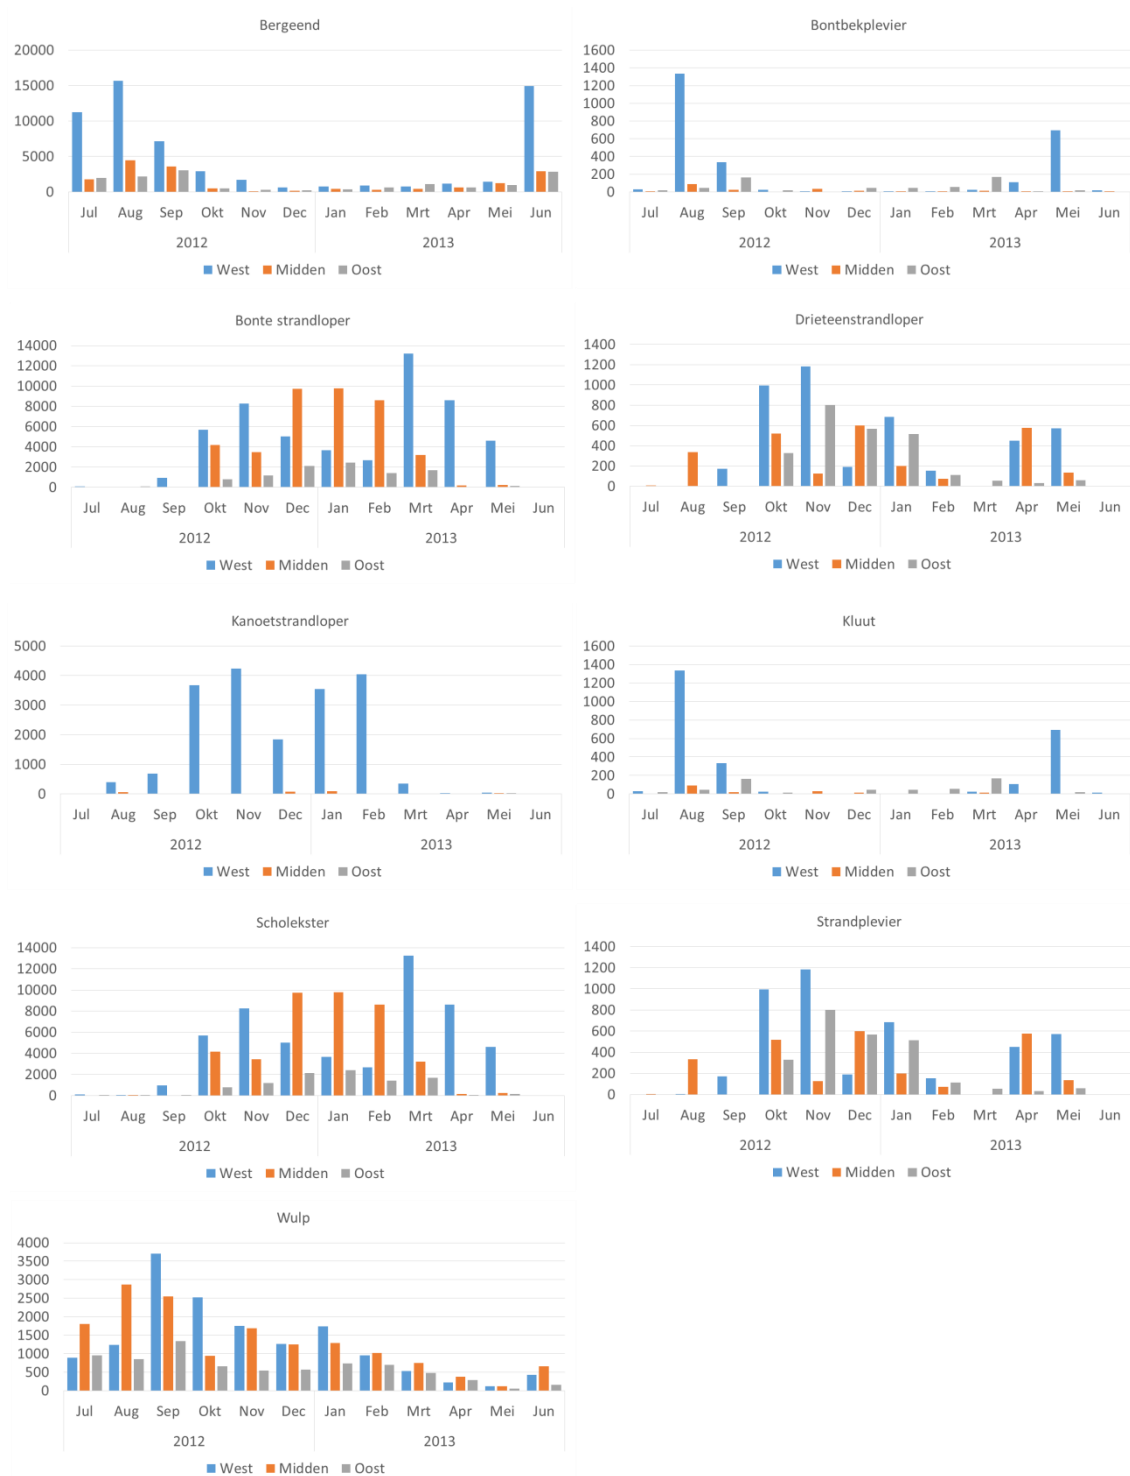 Bergeend
20000
15000
10000
5000
0
Jul Aug Sep Okt Nov Dec Jan Feb Mrt Apr Mei Jun
2012 2013
West Midden Oost
Bontbekplevier
1600
1400
1200
1000
800
600
400
200
0
Jul Aug Sep Okt Nov Dec Jan Feb Mrt Apr Mei Jun
2012 2013
West Midden Oost
Bonte strandloper
14000
12000
10000
8000
6000
4000
2000
0
Jul Aug Sep Okt Nov Dec Jan Feb Mrt Apr Mei Jun
2012 2013
West Midden Oost
Drieteenstrandloper
1400
1200
1000
800
600
400
200
0
Jul Aug Sep Okt Nov Dec Jan Feb Mrt Apr Mei Jun
2012 2013
West Midden Oost
Kanoetstrandloper
5000
4000
3000
2000
1000
0
Jul Aug Sep Okt Nov Dec Jan Feb Mrt Apr Mei Jun
2012 2013
West Midden Oost
Kluut
1600
1400
1200
1000
800
600
400
200
0
Jul Aug Sep Okt Nov Dec Jan Feb Mrt Apr Mei Jun
2012 2013
West Midden Oost
Scholekster
14000
12000
10000
8000
6000
4000
2000
0
Jul Aug Sep Okt Nov Dec Jan Feb Mrt Apr Mei Jun
2012 2013
West Midden Oost
Strandplevier
1400
1200
1000
800
600
400
200
0
Jul Aug Sep Okt Nov Dec Jan Feb Mrt Apr Mei Jun
2012 2013
West Midden Oost
Wulp
4000
3500
3000
2500
2000
1500
1000
500
0
Jul Aug Sep Okt Nov Dec Jan Feb Mrt Apr Mei Jun
2012 2013
West Midden Oost